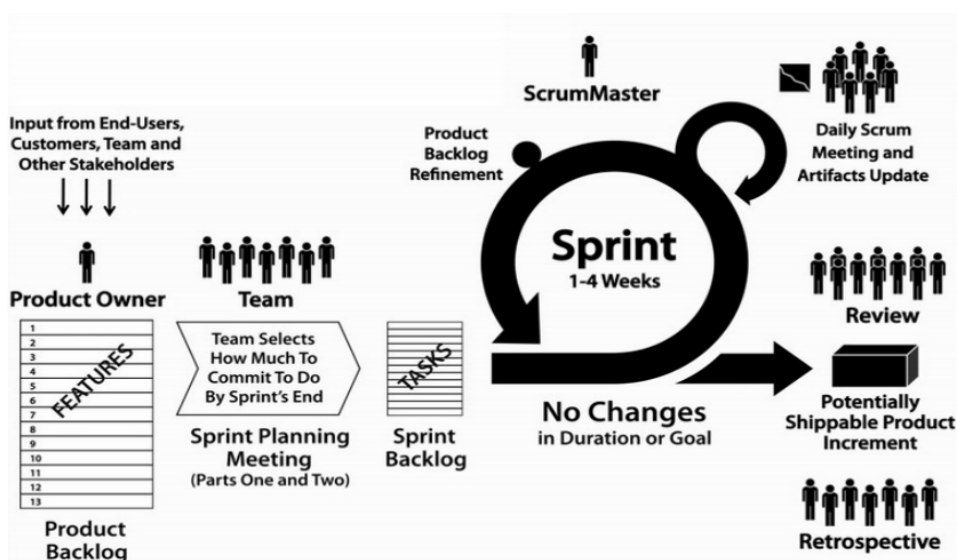 Input from End-Users,
Customers, Team and
Other Stakeholders
Product Owner
1
2
3
4
5
6
7
8
9
10
11
12
13
FEATURES
Product
Backlog
Team
Team Selects
How Much To
Commit To Do
By Sprint's End
Sprint Planning
Meeting
(Parts One and Two)
TASKS
Sprint
Backlog
ScrumMaster
Product
Backlog
Refinement
Sprint
1-4 Weeks
No Changes
in Duration or Goal
Daily Scrum
Meeting and
Artifacts Update
Review
Potentially
Shippable Product
Increment
Retrospective